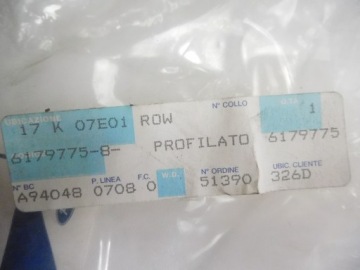 N° COLLO
17 K 07E01 ROW 1
6179775-8- PROFILATO 6179775
N° BC P. LINEA F.C. N° ORDINE UBIC. CLIENTE
A94048 0708 0 51390 326D